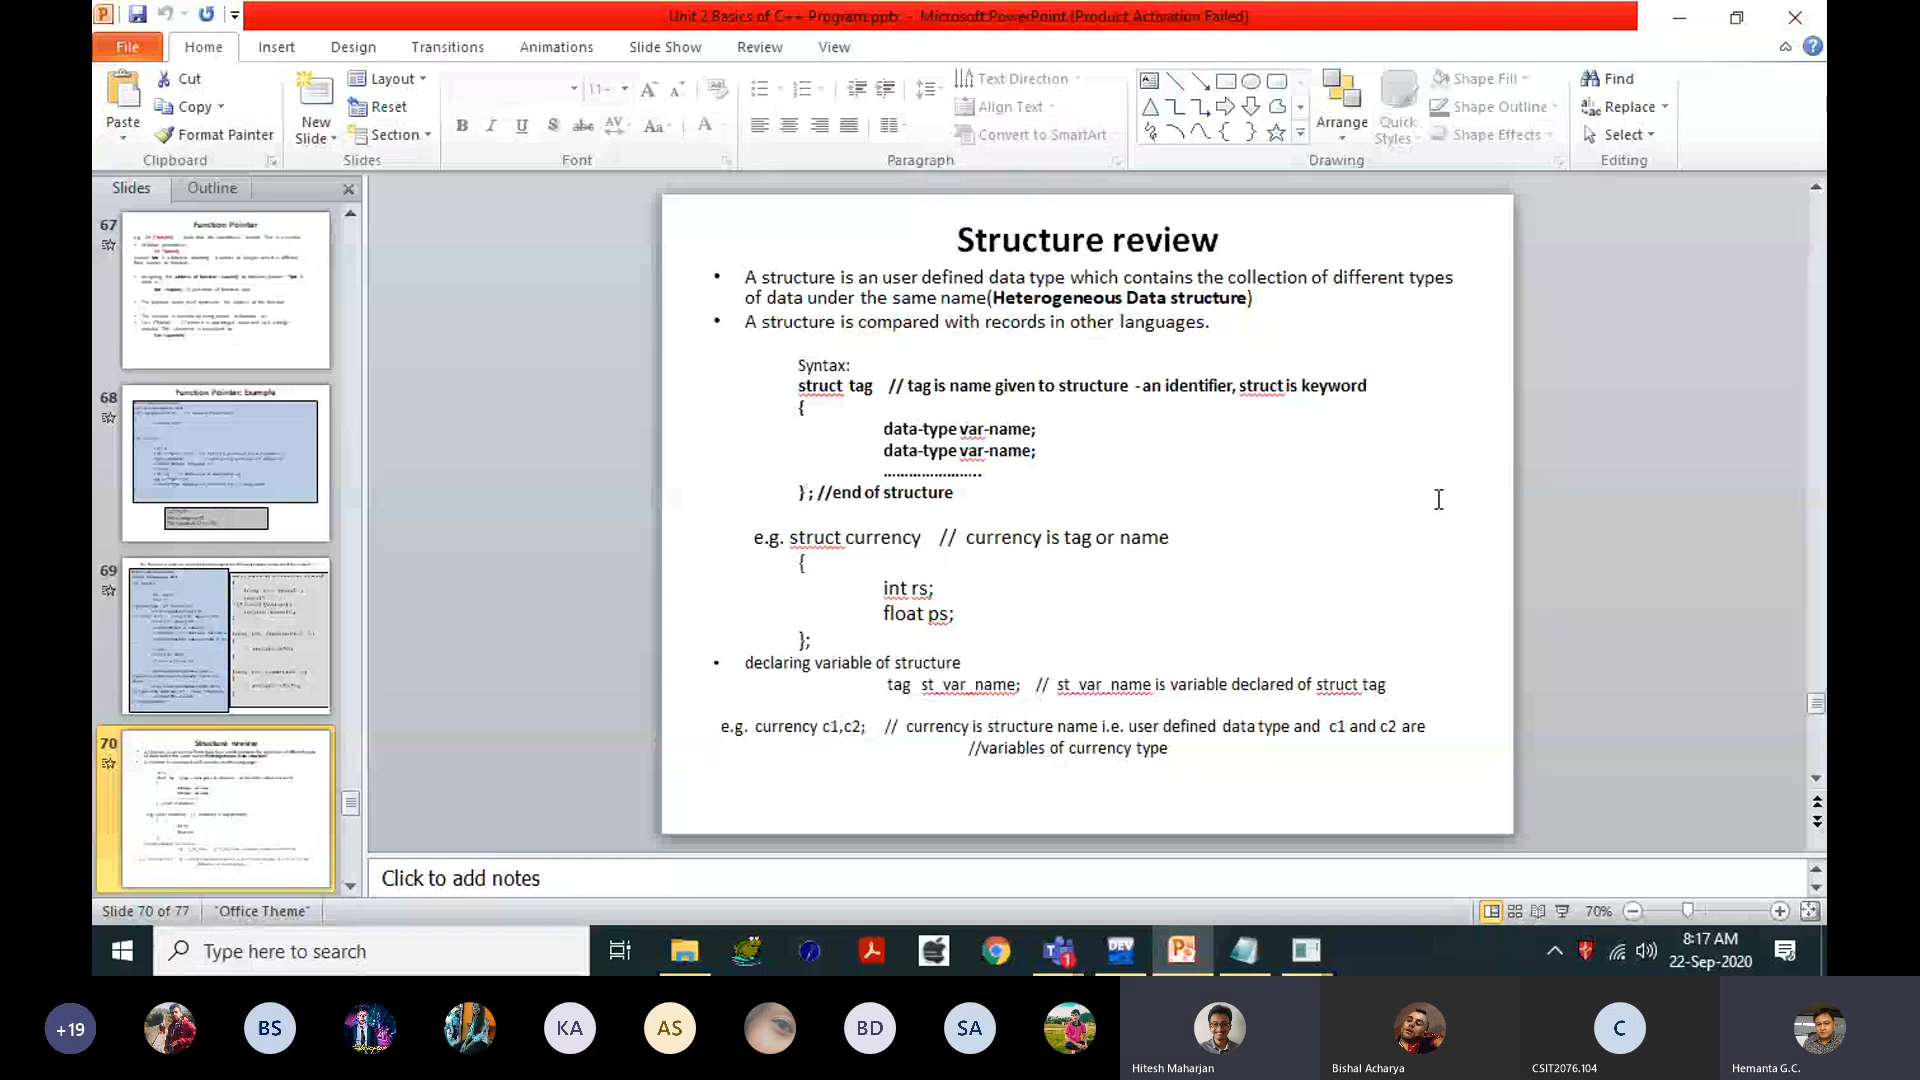 Unit 2 Basics of C++ Program.pptx - Microsoft PowerPoint (Product Activation Failed)
File Home Insert Design Transitions Animations Slide Show Review View
Cut
Copy
Format Painter
Paste
Clipboard
New Slide
Layout
Reset
Section
Slides
11
Font
Text Direction
Align Text
Convert to SmartArt
Paragraph
Arrange
Quick Styles
Shape Fill
Shape Outline
Shape Effects
Drawing
Find
Replace
Select
Editing
Slides Outline
67
Function Pointer
68
Function Pointer: Example
69
70
Structure review
Structure review
• A structure is an user defined data type which contains the collection of different types
of data under the same name(Heterogeneous Data structure)
• A structure is compared with records in other languages.
Syntax:
struct tag // tag is name given to structure - an identifier, struct is keyword
{
data-type var-name;
data-type var-name;
........................
} ; //end of structure
e.g. struct currency // currency is tag or name
{
int rs;
float ps;
};
• declaring variable of structure
tag st_var_name; // st_var_name is variable declared of struct tag
e.g. currency c1,c2; // currency is structure name i.e. user defined data type and c1 and c2 are
//variables of currency type
Click to add notes
Slide 70 of 77 "Office Theme" 70%
Type here to search
DEV
8:17 AM
22-Sep-2020
+19 BS KA AS BD SA C
Hitesh Maharjan Bishal Acharya CSIT2076.104 Hemanta G.C.